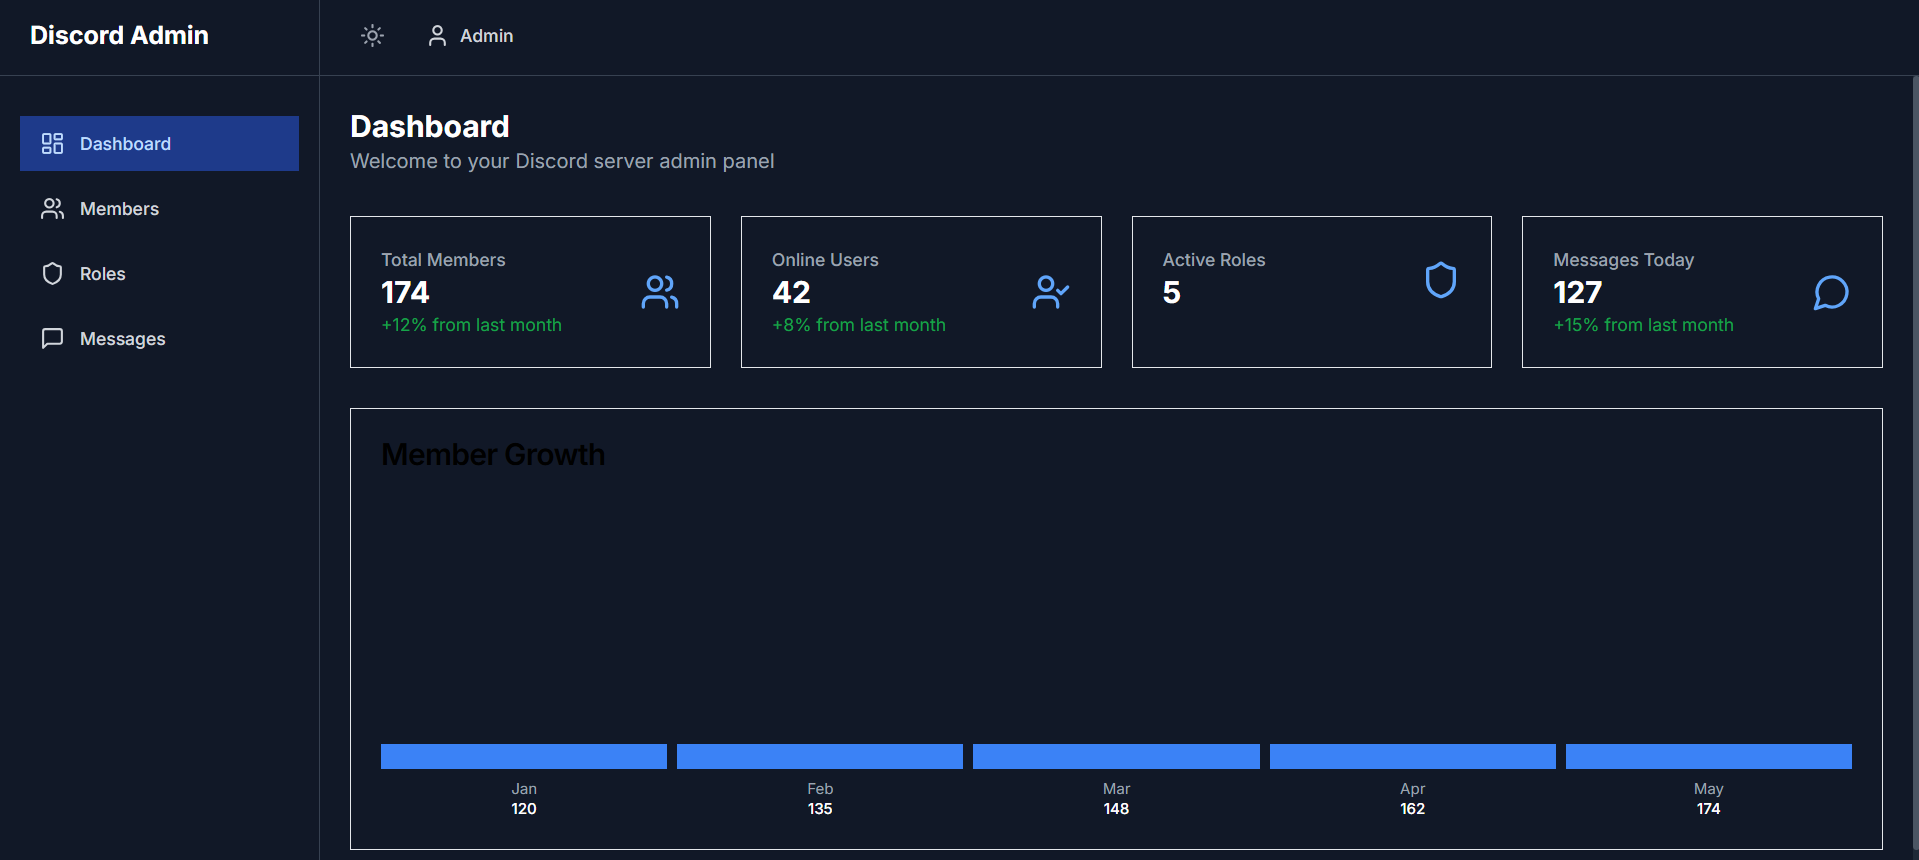 Discord Admin
Admin
Dashboard
Members
Roles
Messages
Dashboard
Welcome to your Discord server admin panel
Total Members
174
+12% from last month
Online Users
42
+8% from last month
Active Roles
5
Messages Today
127
+15% from last month
Member Growth
Jan
120
Feb
135
Mar
148
Apr
162
May
174